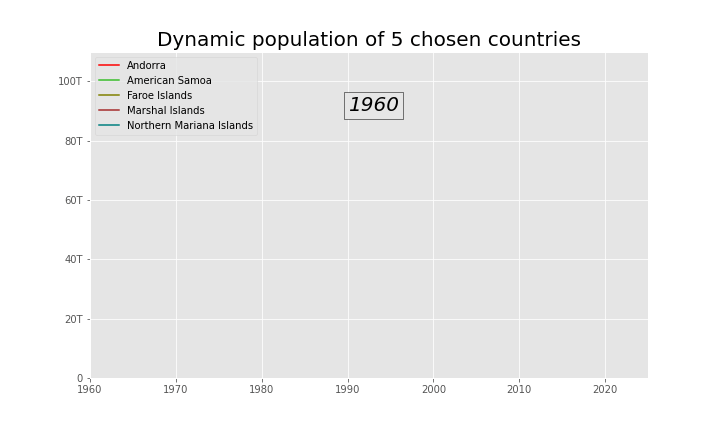 Dynamic population of 5 chosen countries
Andorra
American Samoa
Faroe Islands
Marshal Islands
Northern Mariana Islands
1960
100T
80T
60T
40T
20T
0
1960 1970 1980 1990 2000 2010 2020